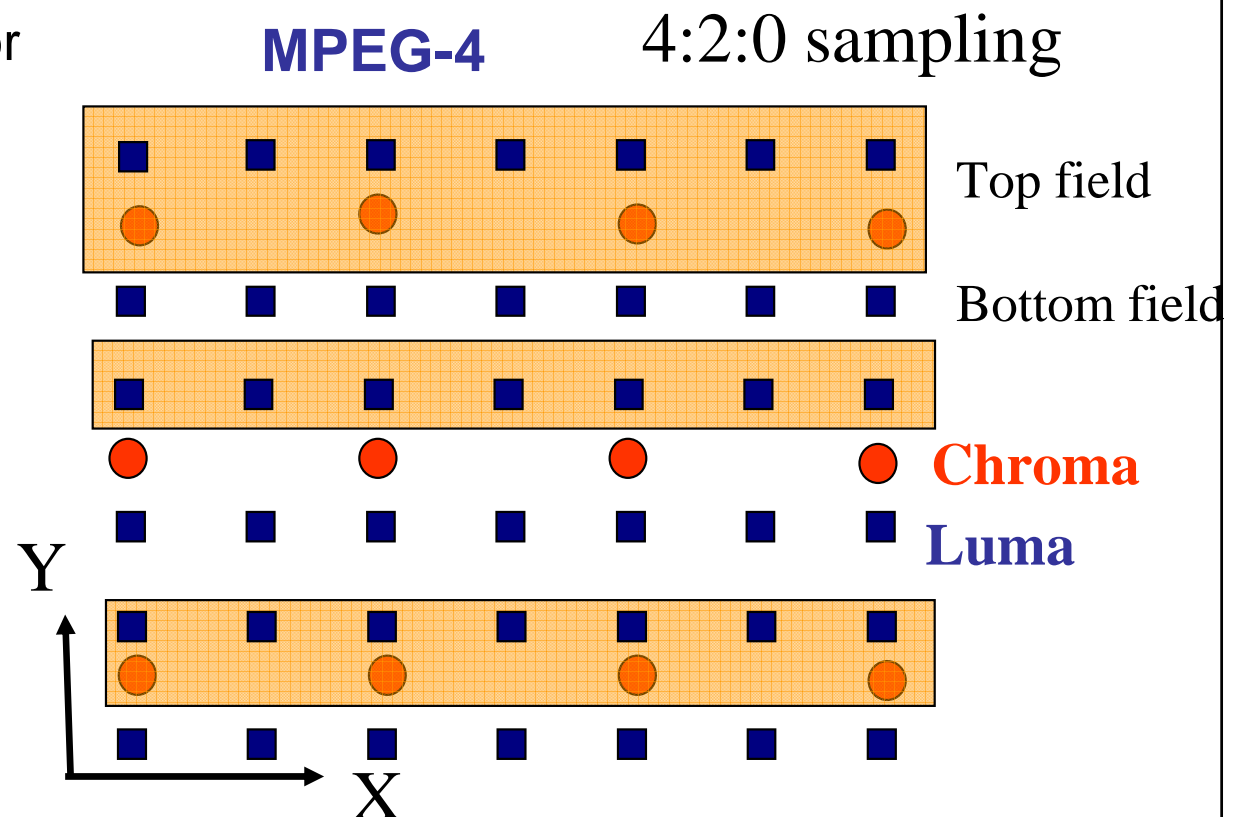 MPEG-4
4:2:0 sampling
Top field
Bottom field
Chroma
Luma
Y
X